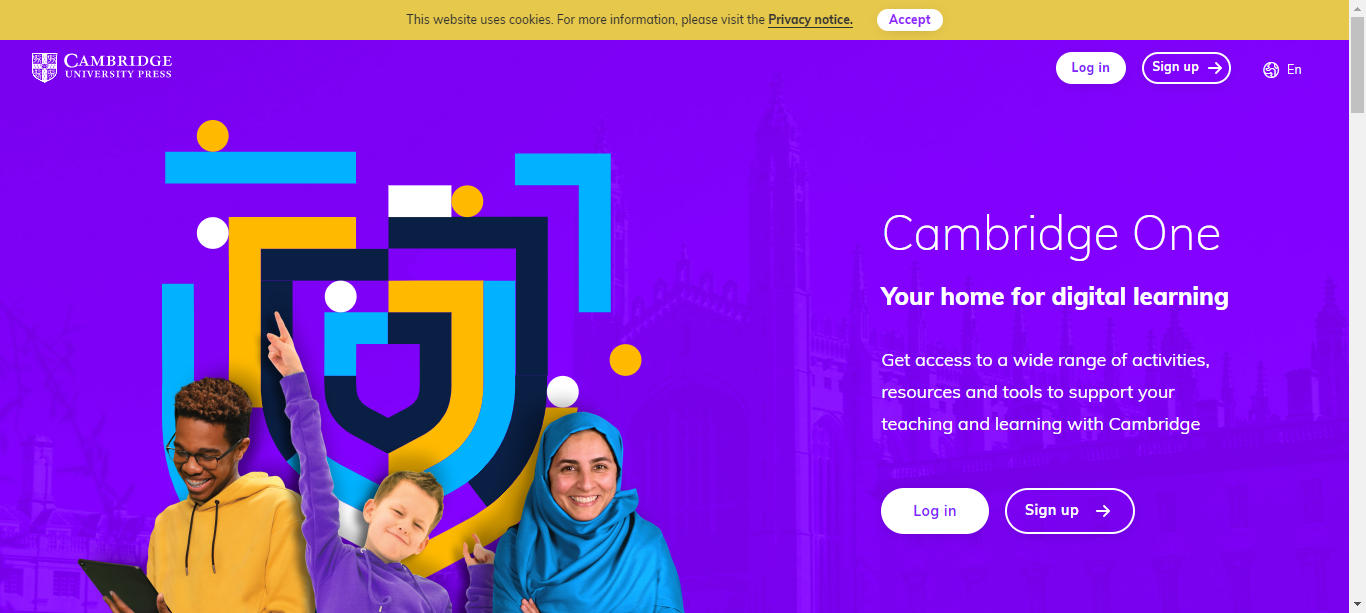 This website uses cookies. For more information, please visit the Privacy notice. Accept
CAMBRIDGE
UNIVERSITY PRESS
Log in
Sign up
En
Cambridge One
Your home for digital learning
Get access to a wide range of activities,
resources and tools to support your
teaching and learning with Cambridge
Log in
Sign up